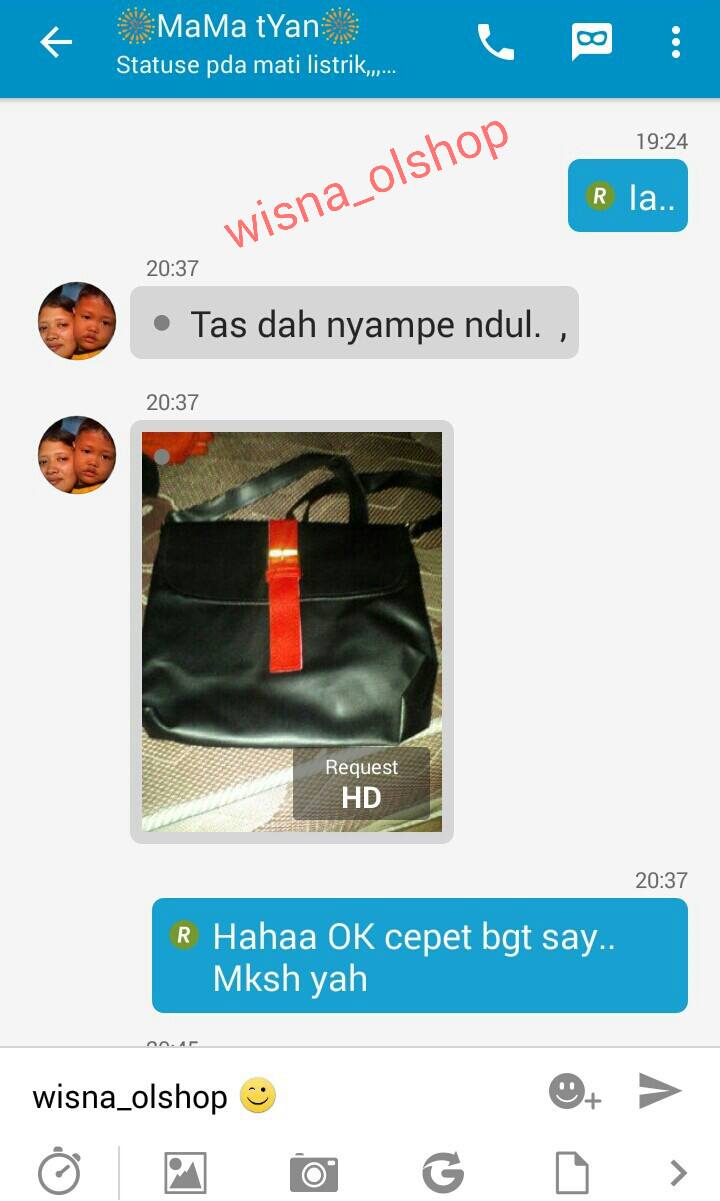 MaMa tYan
Statuse pda mati listrik,,,...
wisna_olshop
19:24
R Ia..
20:37
Tas dah nyampe ndul. ,
20:37
Request
HD
20:37
R Hahaa OK cepet bgt say..
Mksh yah
wisna_olshop 😉